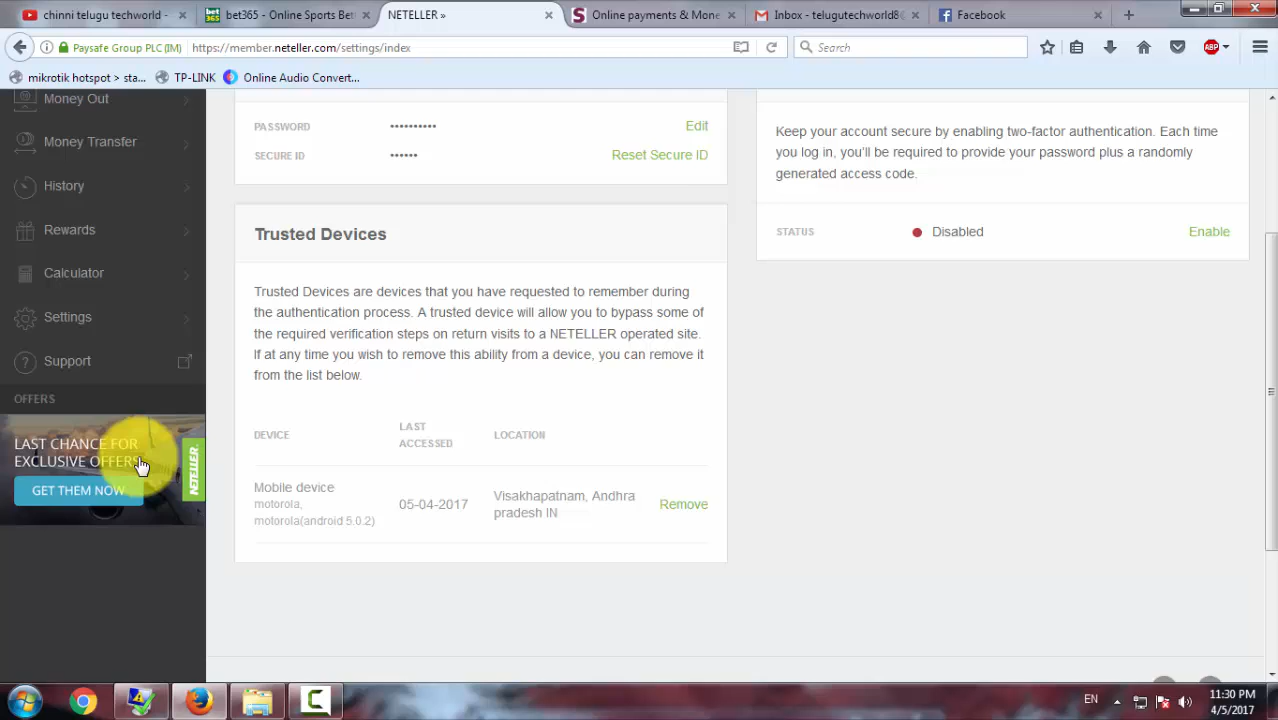 chinni telugu techworld -
bet365 - Online Sports Bet
NETELLER »
Online payments & Mone
Inbox - telugutechworld8
Facebook
Paysafe Group PLC (IM)
https://member.neteller.com/settings/index
Search
ABP
mikrotik hotspot > sta...
TP-LINK
Online Audio Convert...
Money Out
Money Transfer
History
Rewards
Calculator
Settings
Support
OFFERS
LAST CHANCE FOR
EXCLUSIVE OFFERS
GET THEM NOW
NETELLER
PASSWORD •••••••••• Edit
SECURE ID •••••• Reset Secure ID
Trusted Devices
Trusted Devices are devices that you have requested to remember during
the authentication process. A trusted device will allow you to bypass some of
the required verification steps on return visits to a NETELLER operated site.
If at any time you wish to remove this ability from a device, you can remove it
from the list below.
DEVICE
LAST
ACCESSED
LOCATION
Mobile device
motorola,
motorola(android 5.0.2)
05-04-2017
Visakhapatnam, Andhra
pradesh IN
Remove
Keep your account secure by enabling two-factor authentication. Each time
you log in, you'll be required to provide your password plus a randomly
generated access code.
STATUS Disabled Enable
EN
11:30 PM
4/5/2017